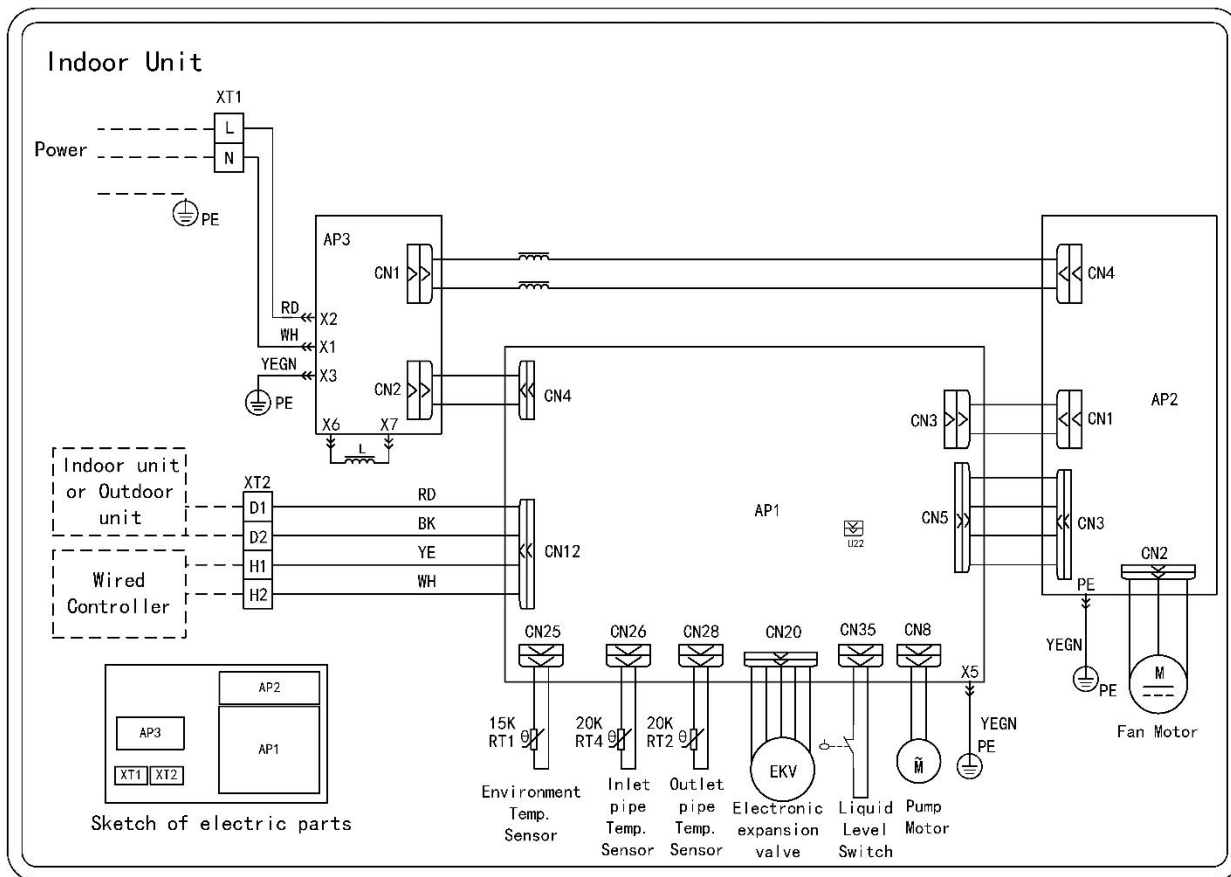 Indoor Unit
XT1
L
Power
N
PE
AP3
CN1
CN4
RD
X2
WH
X1
YEGN
X3
PE
CN2
CN4
X6
X7
L
CN3
CN1
AP2
Indoor unit
or Outdoor
unit
XT2
D1
RD
D2
BK
H1
YE
H2
WH
CN12
Wired
Controller
AP1
U22
CN5
CN3
CN2
PE
YEGN
PE
M
Fan Motor
CN25
CN26
CN28
CN20
CN35
CN8
X5
YEGN
PE
15K
RT1
θ
20K
RT4
θ
20K
RT2
θ
EKV
M̃
Environment
Temp.
Sensor
Inlet
pipe
Temp.
Sensor
Outlet
pipe
Temp.
Sensor
Electronic
expansion
valve
Liquid
Level
Switch
Pump
Motor
AP2
AP3
AP1
XT1
XT2
Sketch of electric parts